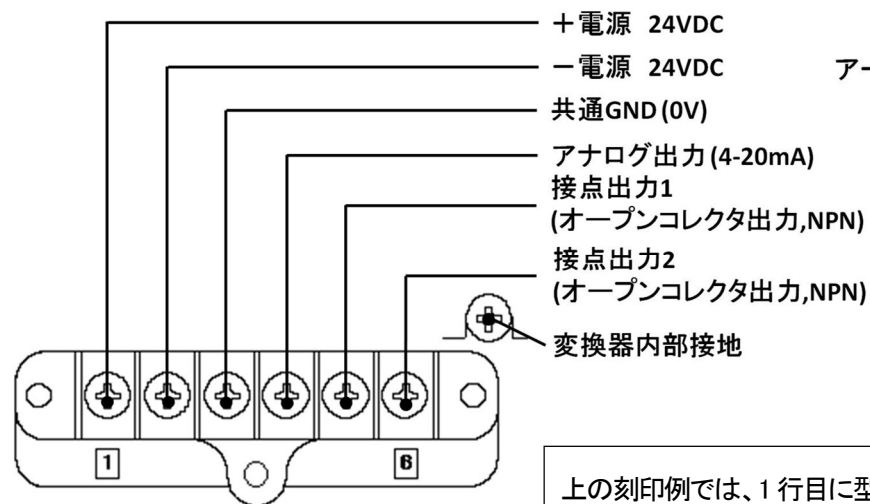 ＋電源 24VDC
－電源 24VDC
アー
共通GND(0V)
アナログ出力(4-20mA)
接点出力1
(オープンコレクタ出力,NPN)
接点出力2
(オープンコレクタ出力,NPN)
変換器内部接地
1
6
上の刻印例では、1行目に型